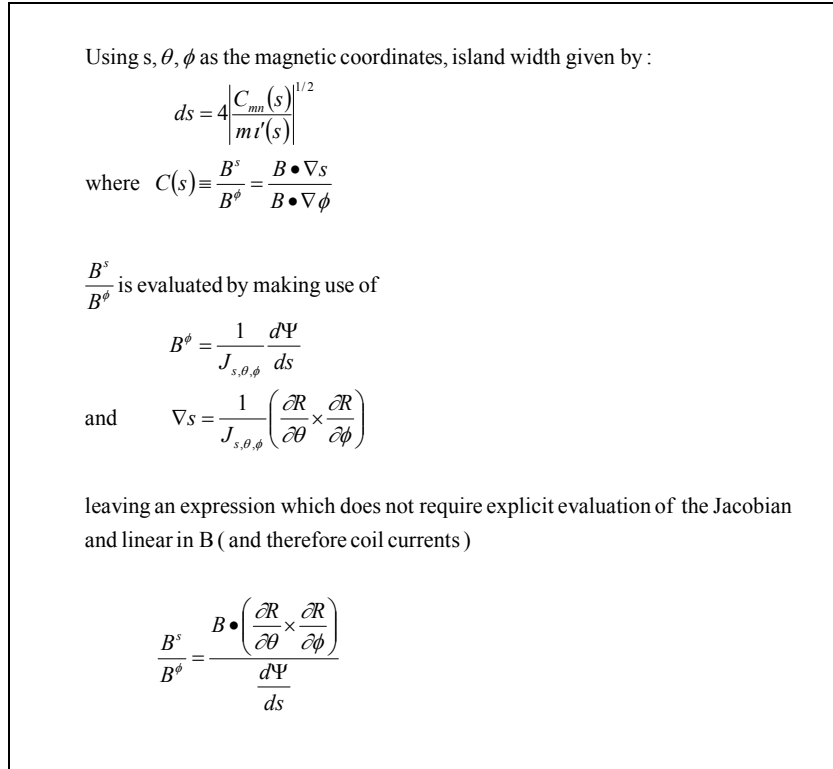 Using s, θ, ϕ as the magnetic coordinates, island width given by :
ds = 4|C_mn(s) / mι′(s)|^1/2
where C(s) ≡ B^s / B^ϕ = B • ∇s / B • ∇ϕ
B^s / B^ϕ is evaluated by making use of
B^ϕ = 1 / J_s,θ,ϕ dΨ / ds
and ∇s = 1 / J_s,θ,ϕ (∂R / ∂θ × ∂R / ∂ϕ)
leaving an expression which does not require explicit evaluation of the Jacobian
and linear in B ( and therefore coil currents )
B^s / B^ϕ = B • (∂R / ∂θ × ∂R / ∂ϕ) / dΨ / ds